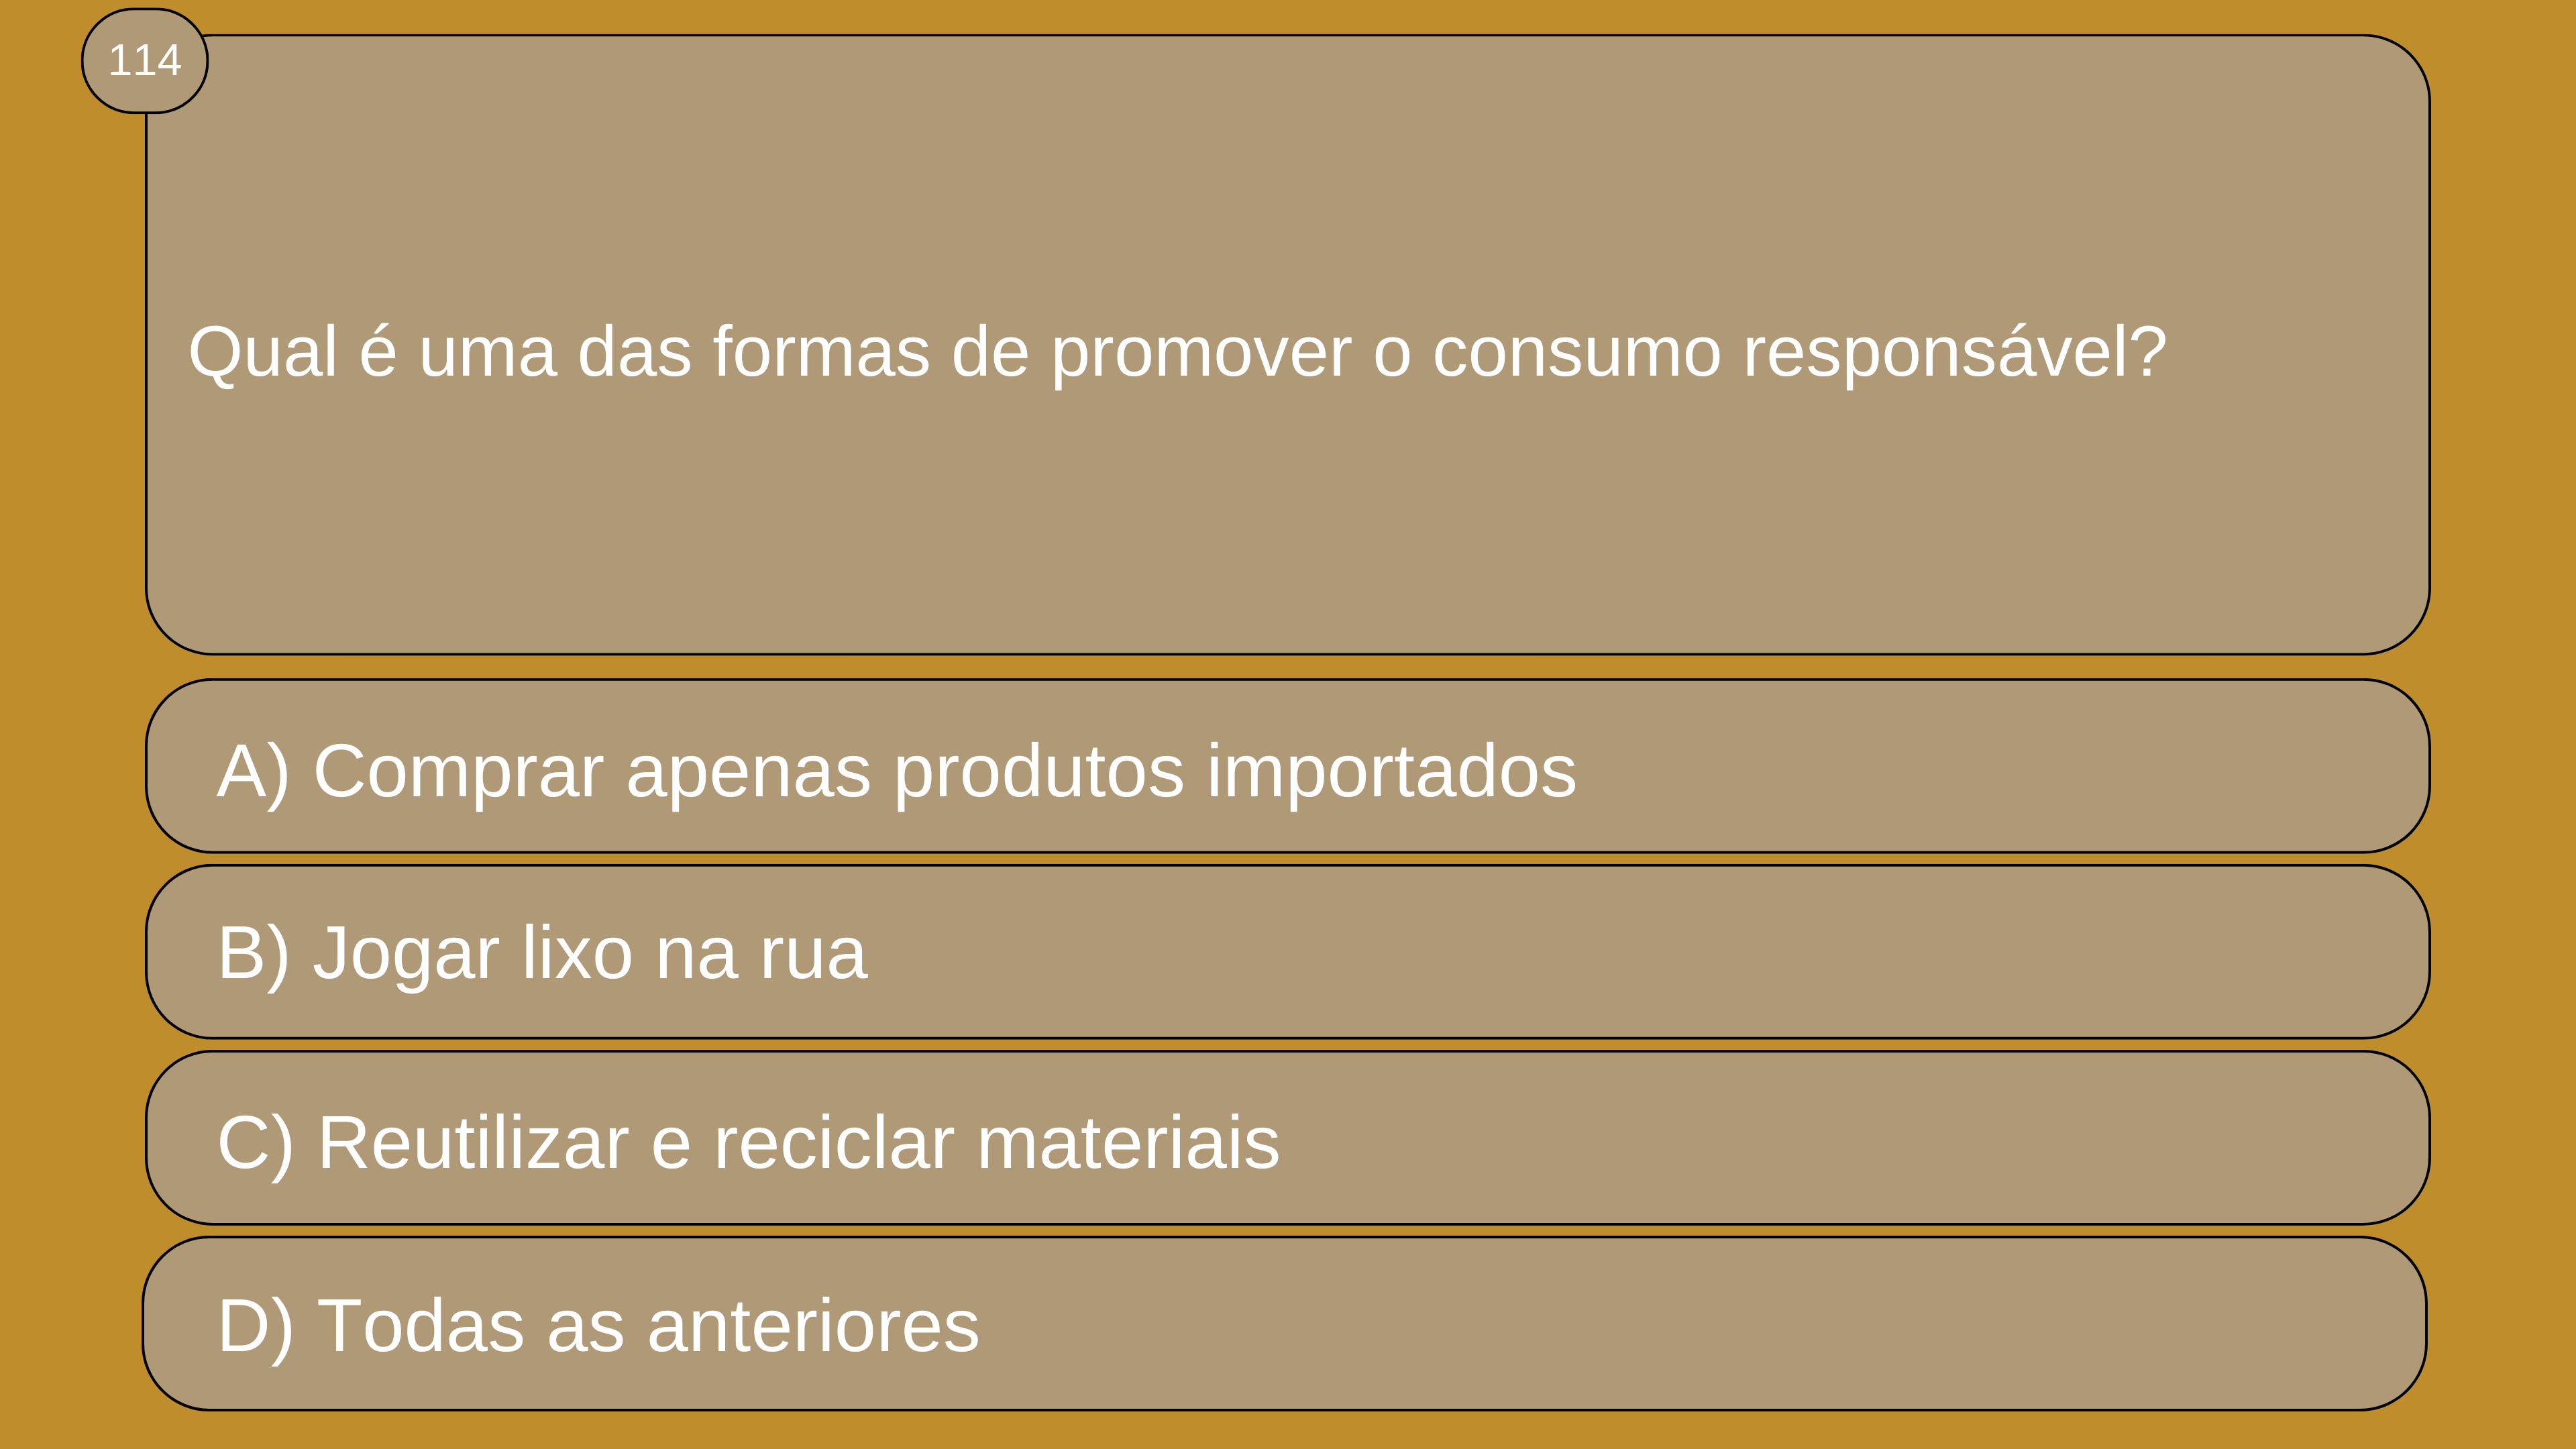 114
Qual é uma das formas de promover o consumo responsável?
A) Comprar apenas produtos importados
B) Jogar lixo na rua
C) Reutilizar e reciclar materiais
D) Todas as anteriores